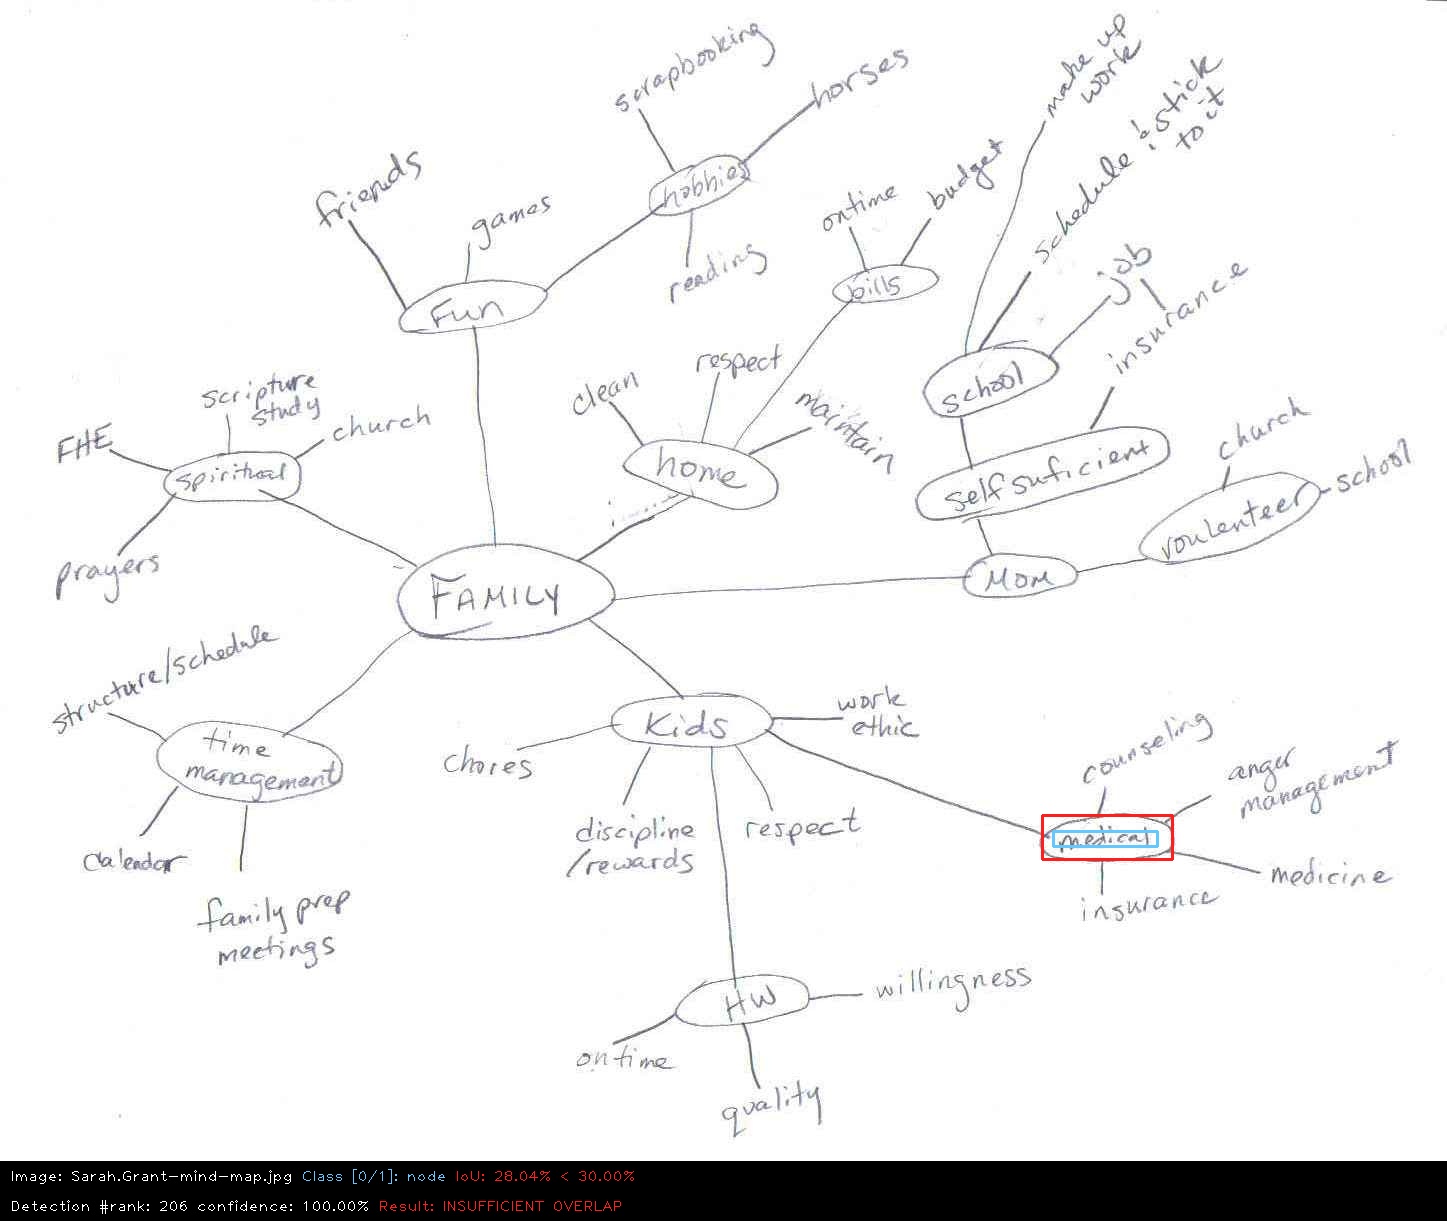 scrapbooking
horses
make up
work
schedule & stick
to it
friends
games
hobbies
reading
ontime
budget
bills
job
insurance
Fun
school
scripture
study
church
FHE
spiritual
prayers
clean
respect
maintain
home
self suficient
church
school
voulenteer
FAMILY
MOM
structure/schedule
time
management
Calendar
family prep
meetings
Kids
work
ethic
chores
discipline
/rewards
respect
counseling
anger
management
medical
medicine
insurance
HW
willingness
on time
quality
Image: Sarah.Grant-mind-map.jpg Class [0/1]: node IoU: 28.04% < 30.00%
Detection #rank: 206 confidence: 100.00% Result: INSUFFICIENT OVERLAP